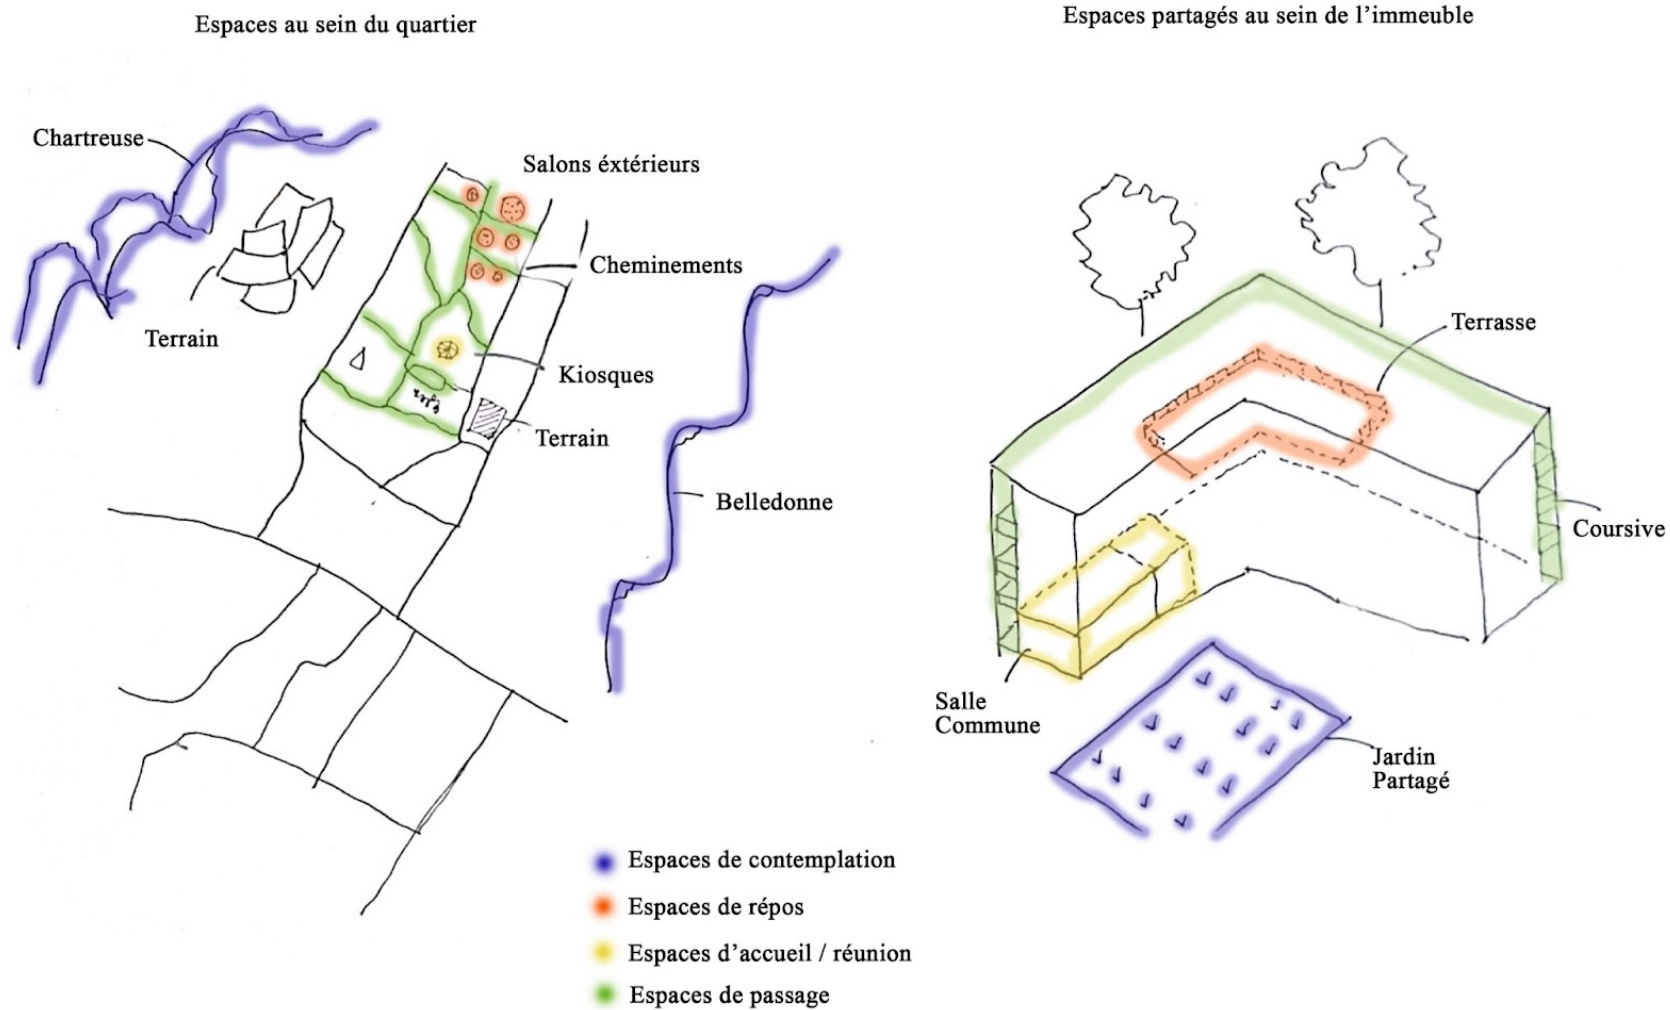 Espaces au sein du quartier
Chartreuse
Terrain
Salons éxtérieurs
Cheminements
Kiosques
Terrain
Belledonne
Espaces partagés au sein de l'immeuble
Terrasse
Coursive
Salle
Commune
Jardin
Partagé
Espaces de contemplation
Espaces de répos
Espaces d'accueil / réunion
Espaces de passage